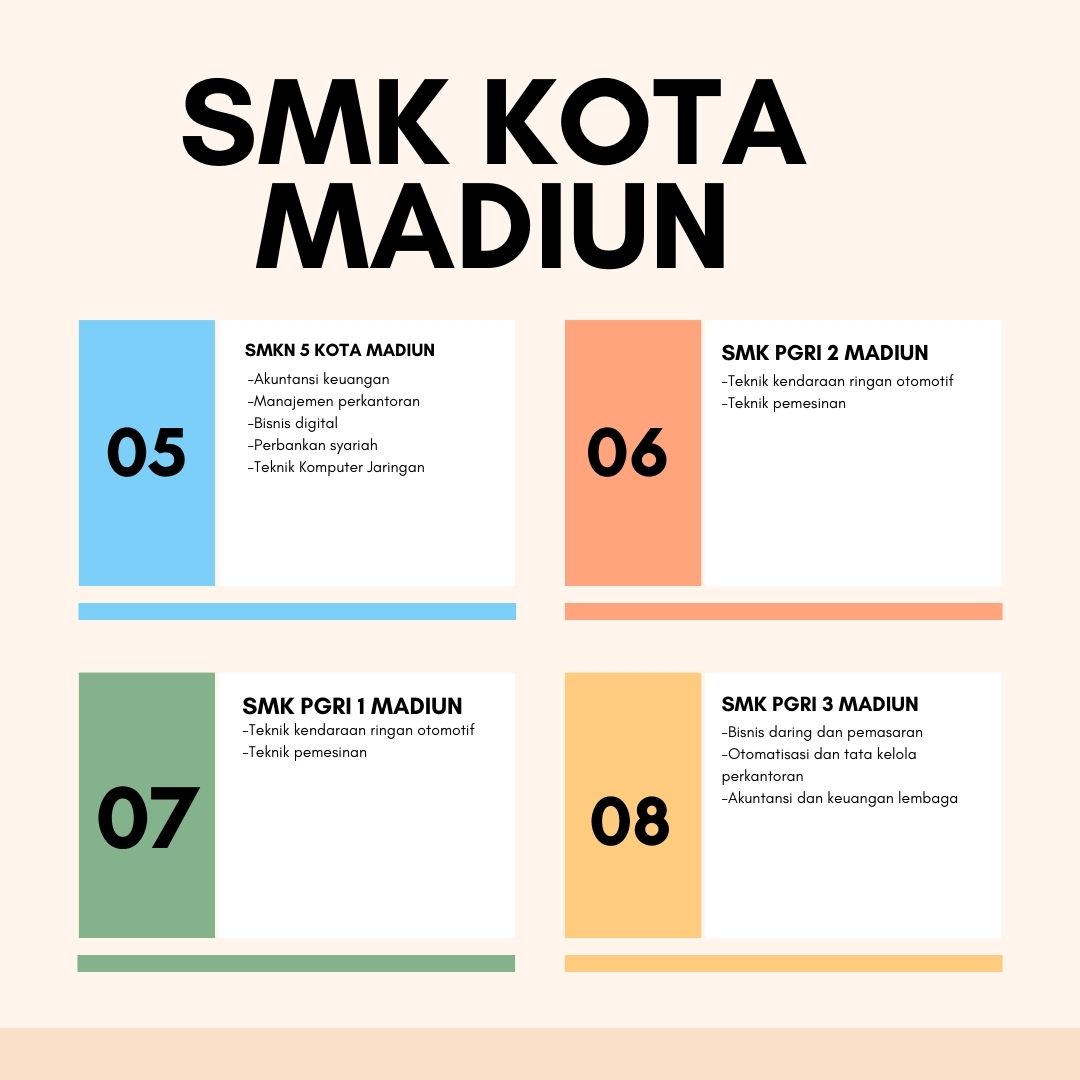 SMK KOTA
MADIUN
05
SMKN 5 KOTA MADIUN
-Akuntansi keuangan
-Manajemen perkantoran
-Bisnis digital
-Perbankan syariah
-Teknik Komputer Jaringan
06
SMK PGRI 2 MADIUN
-Teknik kendaraan ringan otomotif
-Teknik pemesinan
07
SMK PGRI 1 MADIUN
-Teknik kendaraan ringan otomotif
-Teknik pemesinan
08
SMK PGRI 3 MADIUN
-Bisnis daring dan pemasaran
-Otomatisasi dan tata kelola
perkantoran
-Akuntansi dan keuangan lembaga